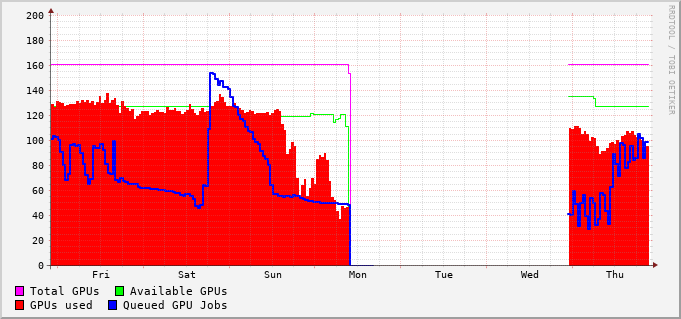 200
180
160
140
120
100
80
60
40
20
0
Fri Sat Sun Mon Tue Wed Thu
Total GPUs Available GPUs
GPUs used Queued GPU Jobs
RRDTOOL / TOBI OETIKER